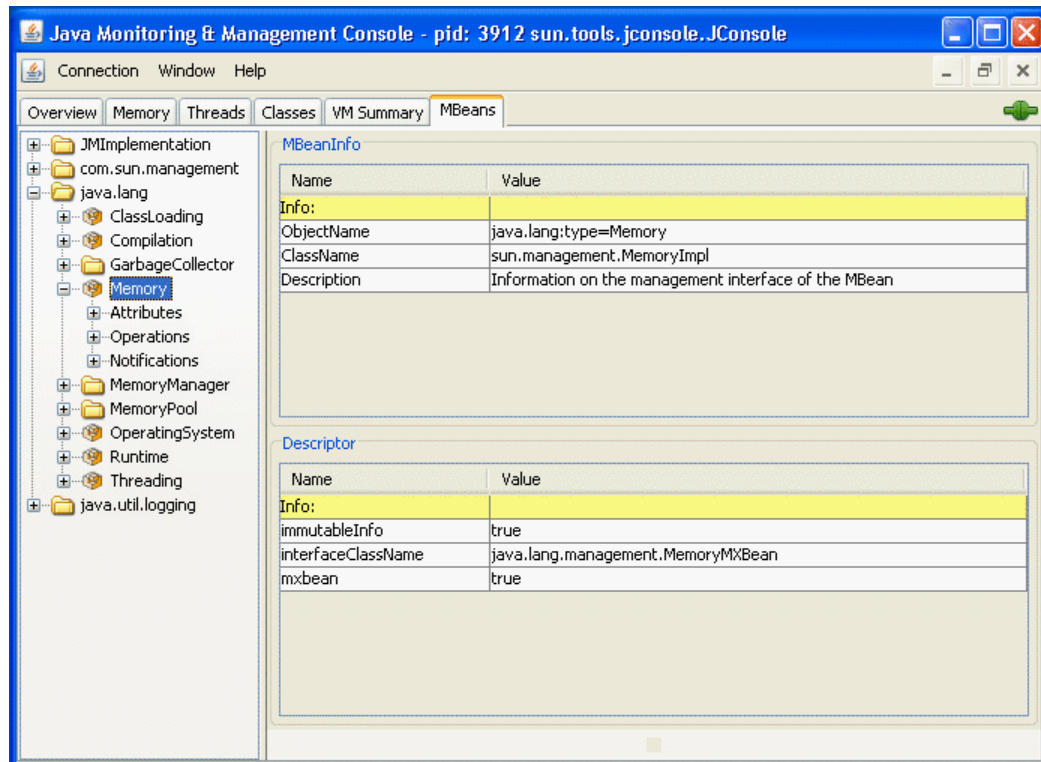 Java Monitoring & Management Console - pid: 3912 sun.tools.jconsole.JConsole
Connection Window Help
Overview Memory Threads Classes VM Summary MBeans
JMImplementation
com.sun.management
java.lang
ClassLoading
Compilation
GarbageCollector
Memory
Attributes
Operations
Notifications
MemoryManager
MemoryPool
OperatingSystem
Runtime
Threading
java.util.logging
MBeanInfo
Name Value
Info:
ObjectName java.lang:type=Memory
ClassName sun.management.MemoryImpl
Description Information on the management interface of the MBean
Descriptor
Name Value
Info:
immutableInfo true
interfaceClassName java.lang.management.MemoryMXBean
mxbean true